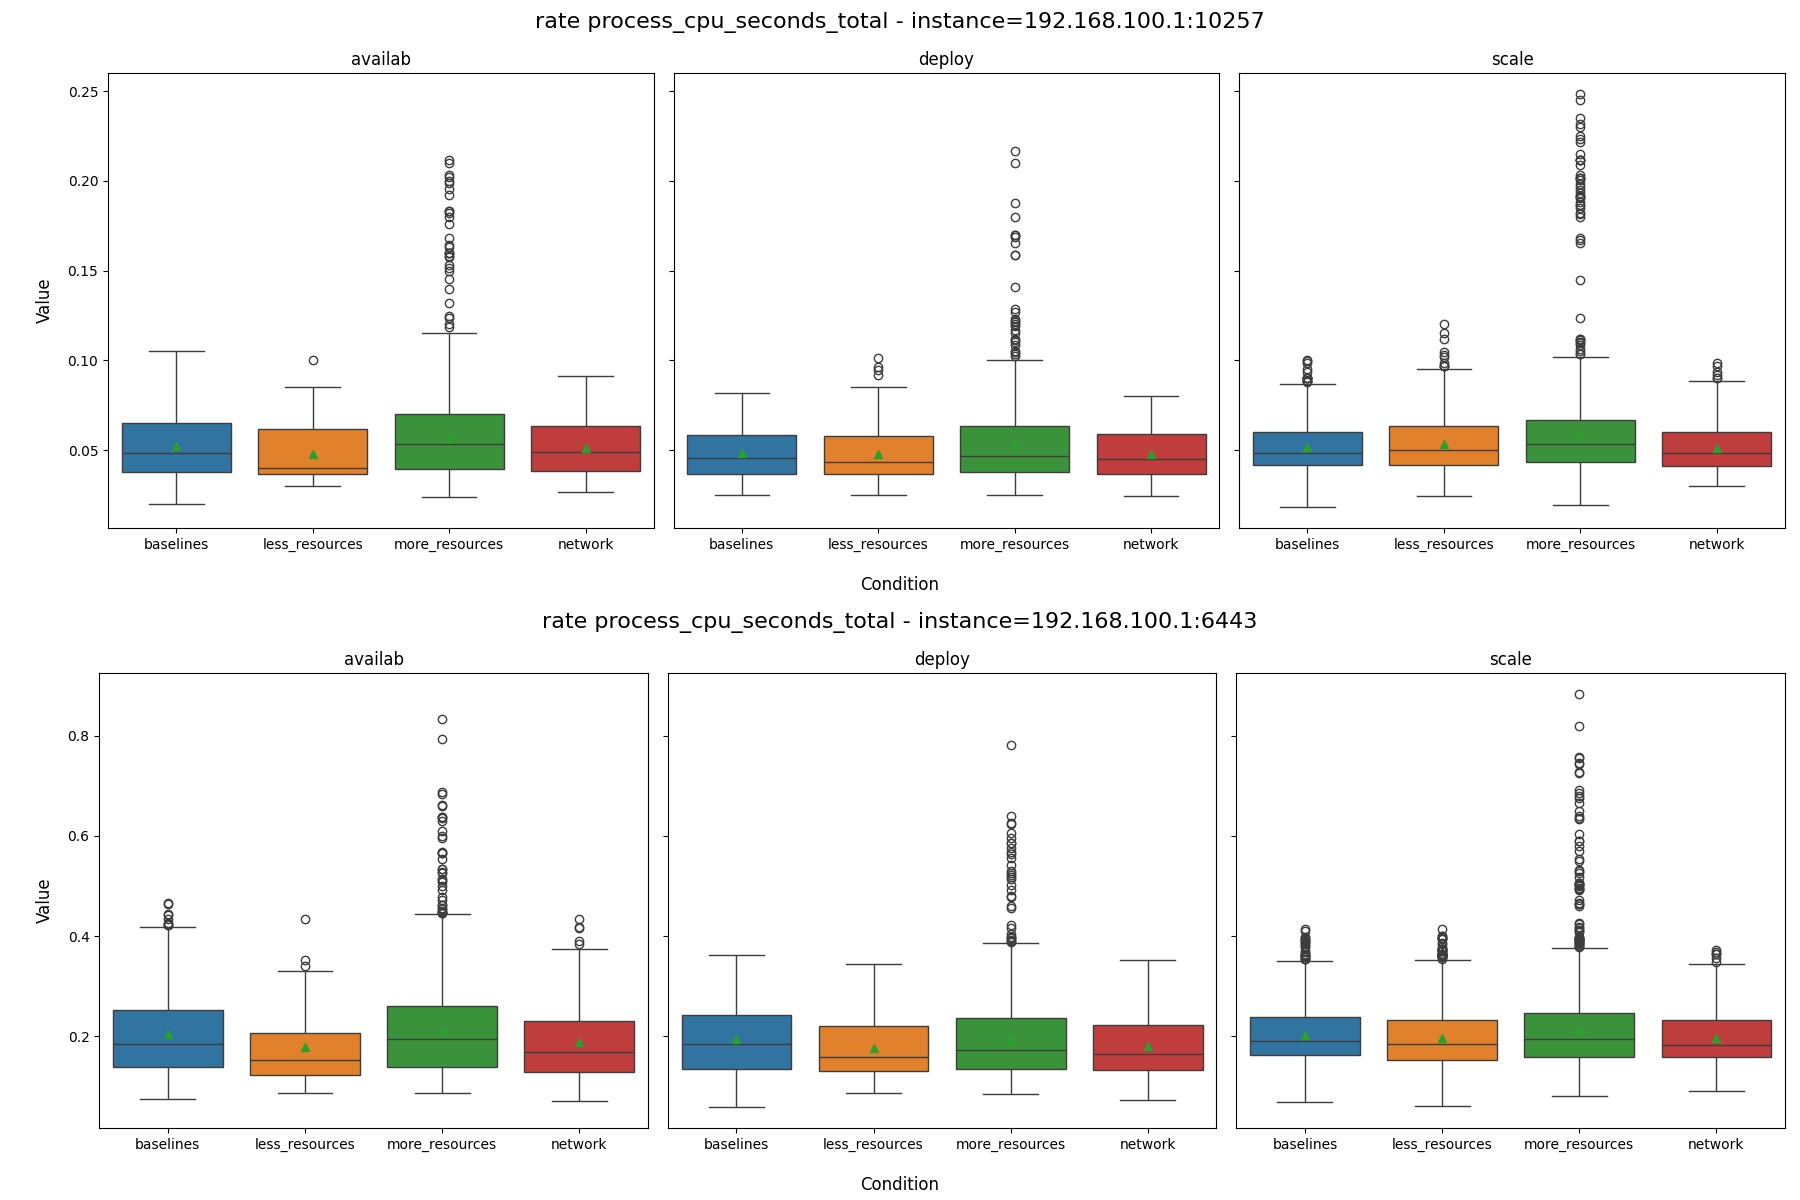 rate process_cpu_seconds_total - instance=192.168.100.1:10257
availab deploy scale
0.25
0.20
0.15
0.10
0.05
Value
baselines less_resources more_resources network baselines less_resources more_resources network baselines less_resources more_resources network
Condition
rate process_cpu_seconds_total - instance=192.168.100.1:6443
availab deploy scale
0.8
0.6
0.4
0.2
Value
baselines less_resources more_resources network baselines less_resources more_resources network baselines less_resources more_resources network
Condition